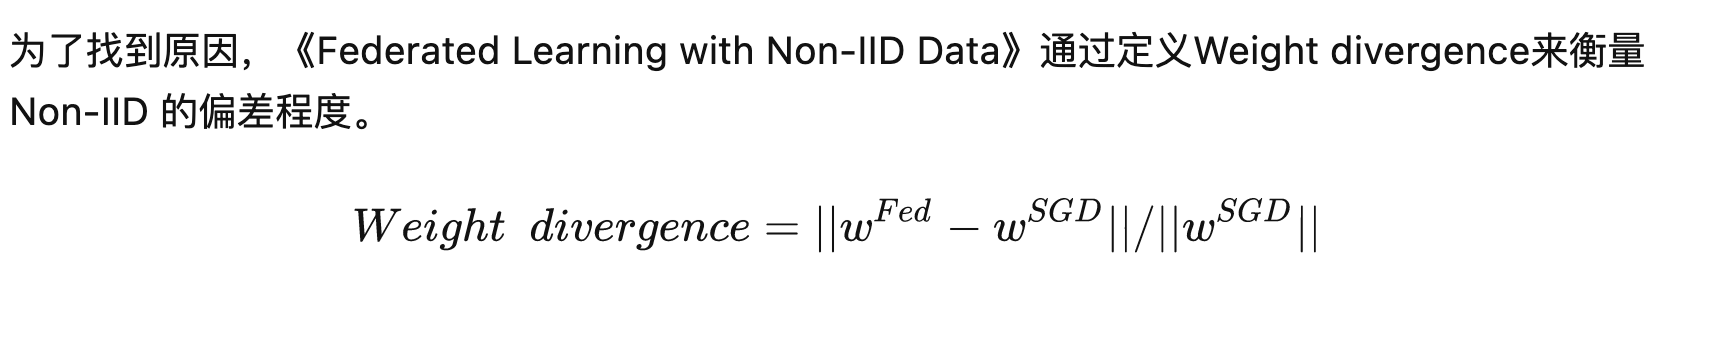 为了找到原因，《Federated Learning with Non-IID Data》通过定义Weight divergence来衡量
Non-IID 的偏差程度。
Weight divergence = ||w^{Fed} − w^{SGD}||/||w^{SGD}||